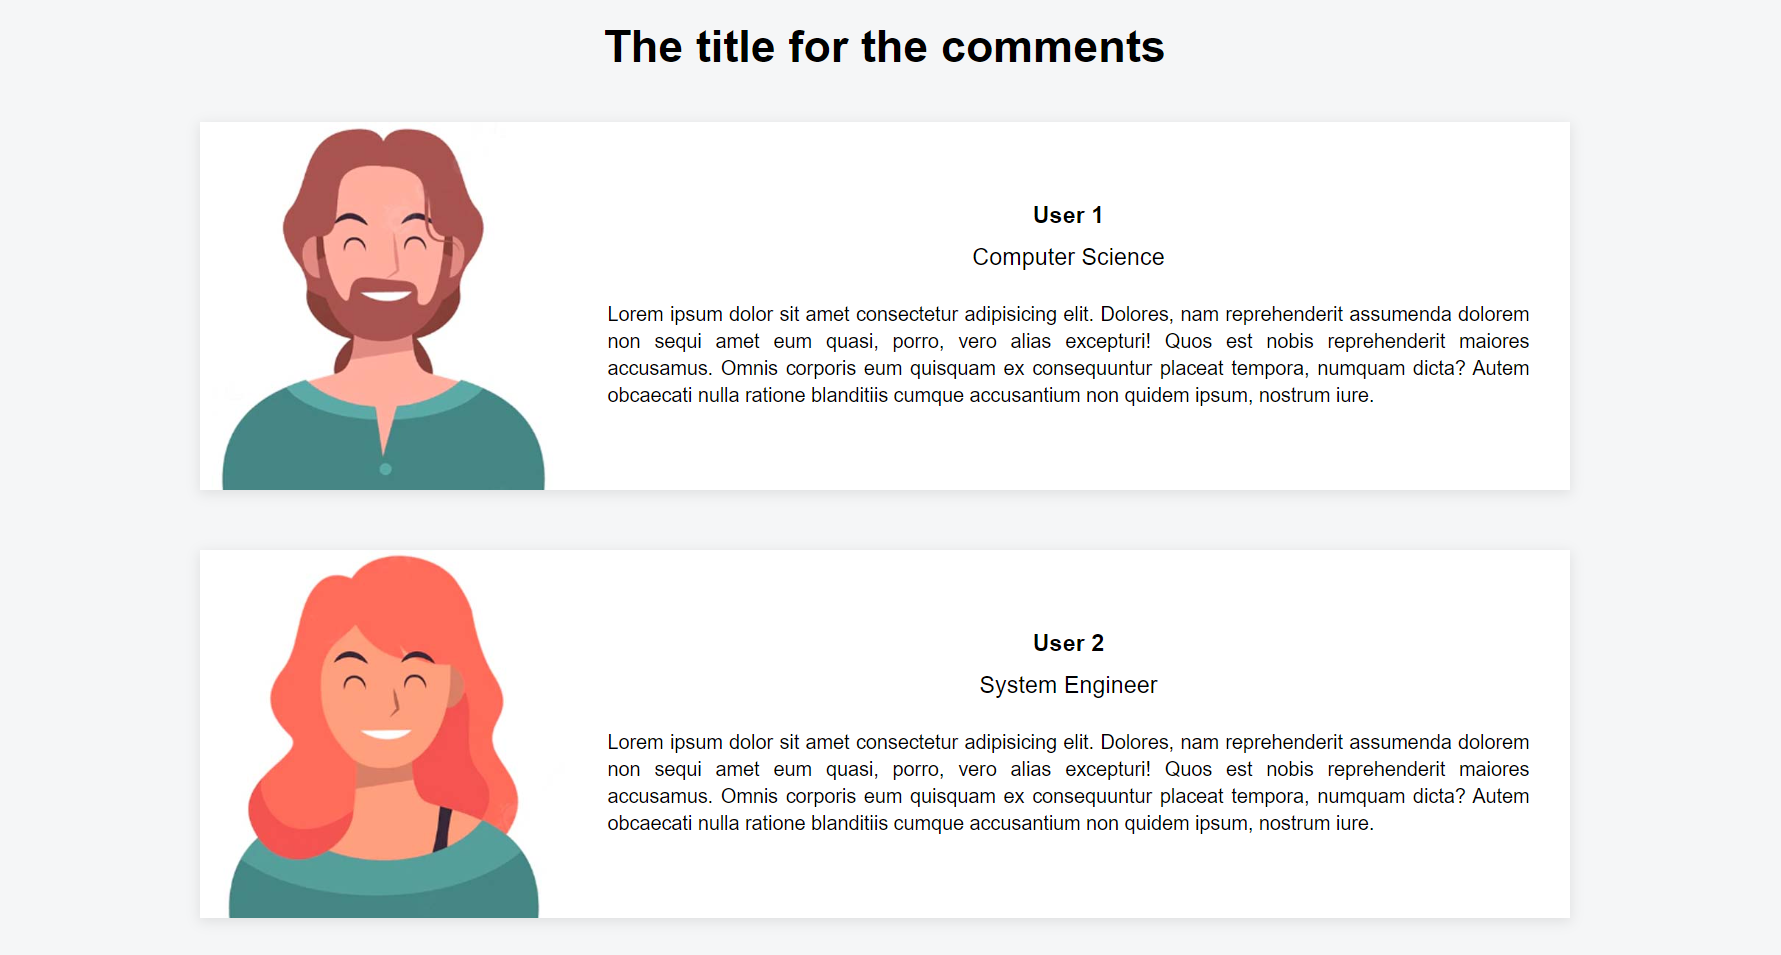 The title for the comments
User 1
Computer Science
Lorem ipsum dolor sit amet consectetur adipisicing elit. Dolores, nam reprehenderit assumenda dolorem
non sequi amet eum quasi, porro, vero alias excepturi! Quos est nobis reprehenderit maiores
accusamus. Omnis corporis eum quisquam ex consequuntur placeat tempora, numquam dicta? Autem
obcaecati nulla ratione blanditiis cumque accusantium non quidem ipsum, nostrum iure.
User 2
System Engineer
Lorem ipsum dolor sit amet consectetur adipisicing elit. Dolores, nam reprehenderit assumenda dolorem
non sequi amet eum quasi, porro, vero alias excepturi! Quos est nobis reprehenderit maiores
accusamus. Omnis corporis eum quisquam ex consequuntur placeat tempora, numquam dicta? Autem
obcaecati nulla ratione blanditiis cumque accusantium non quidem ipsum, nostrum iure.